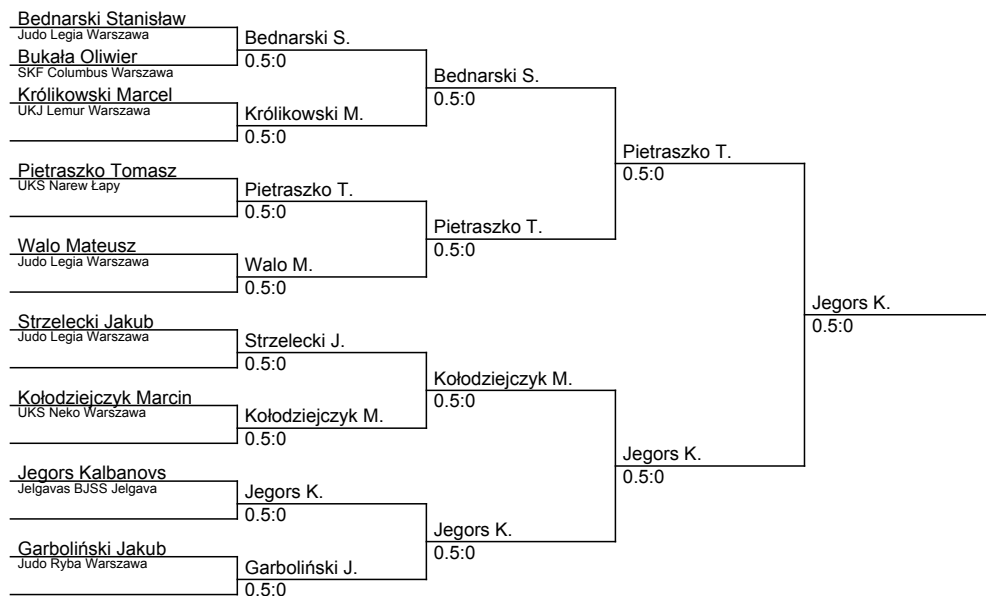 Bednarski Stanisław
Judo Legia Warszawa
Bukała Oliwier
SKF Columbus Warszawa
Królikowski Marcel
UKJ Lemur Warszawa
Pietraszko Tomasz
UKS Narew Łapy
Walo Mateusz
Judo Legia Warszawa
Strzelecki Jakub
Judo Legia Warszawa
Kołodziejczyk Marcin
UKS Neko Warszawa
Jegors Kalbanovs
Jelgavas BJSS Jelgava
Garboliński Jakub
Judo Ryba Warszawa
Bednarski S.
0.5:0
Królikowski M.
0.5:0
Pietraszko T.
0.5:0
Walo M.
0.5:0
Strzelecki J.
0.5:0
Kołodziejczyk M.
0.5:0
Jegors K.
0.5:0
Garboliński J.
0.5:0
Bednarski S.
0.5:0
Pietraszko T.
0.5:0
Kołodziejczyk M.
0.5:0
Jegors K.
0.5:0
Pietraszko T.
0.5:0
Jegors K.
0.5:0
Jegors K.
0.5:0